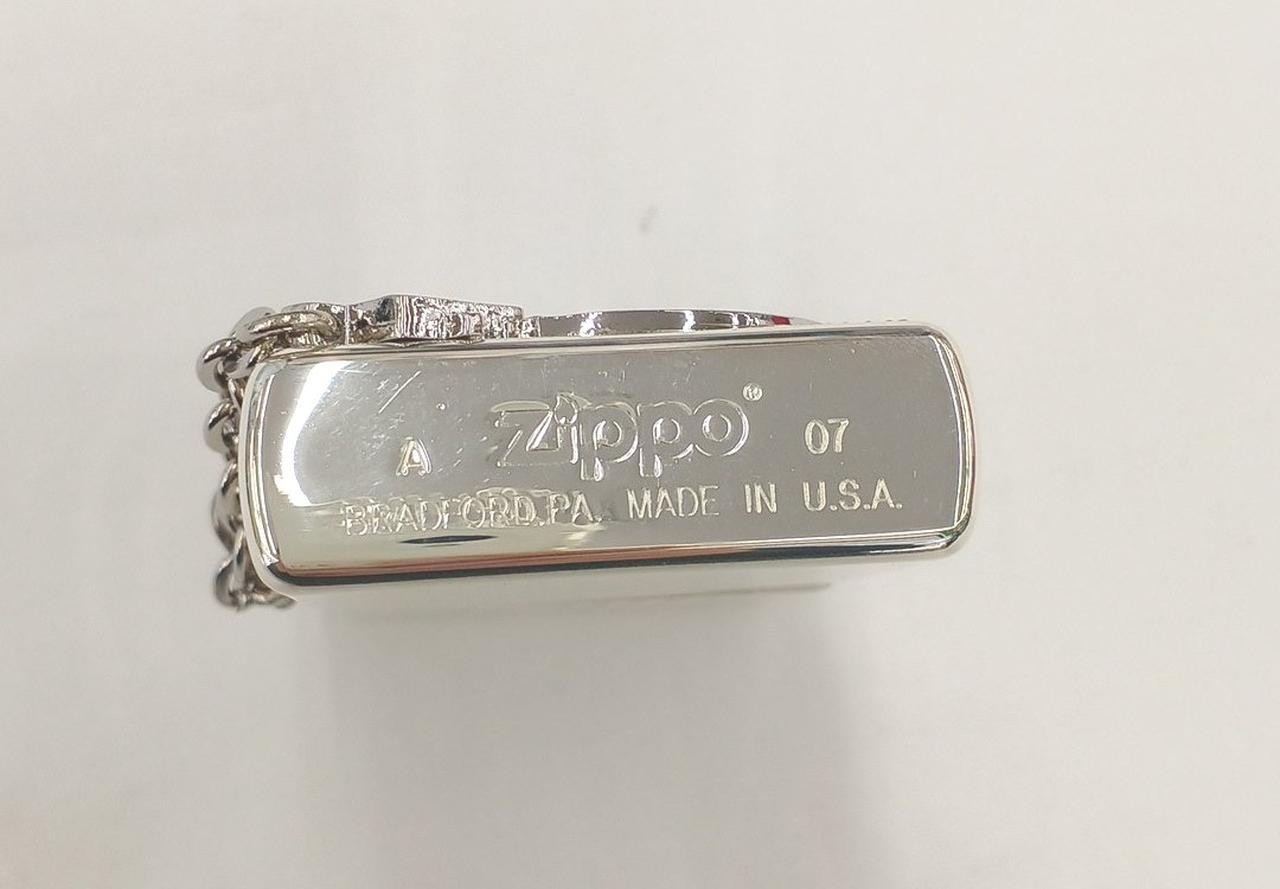 A Zippo® 07
BRADFORD,PA. MADE IN U.S.A.